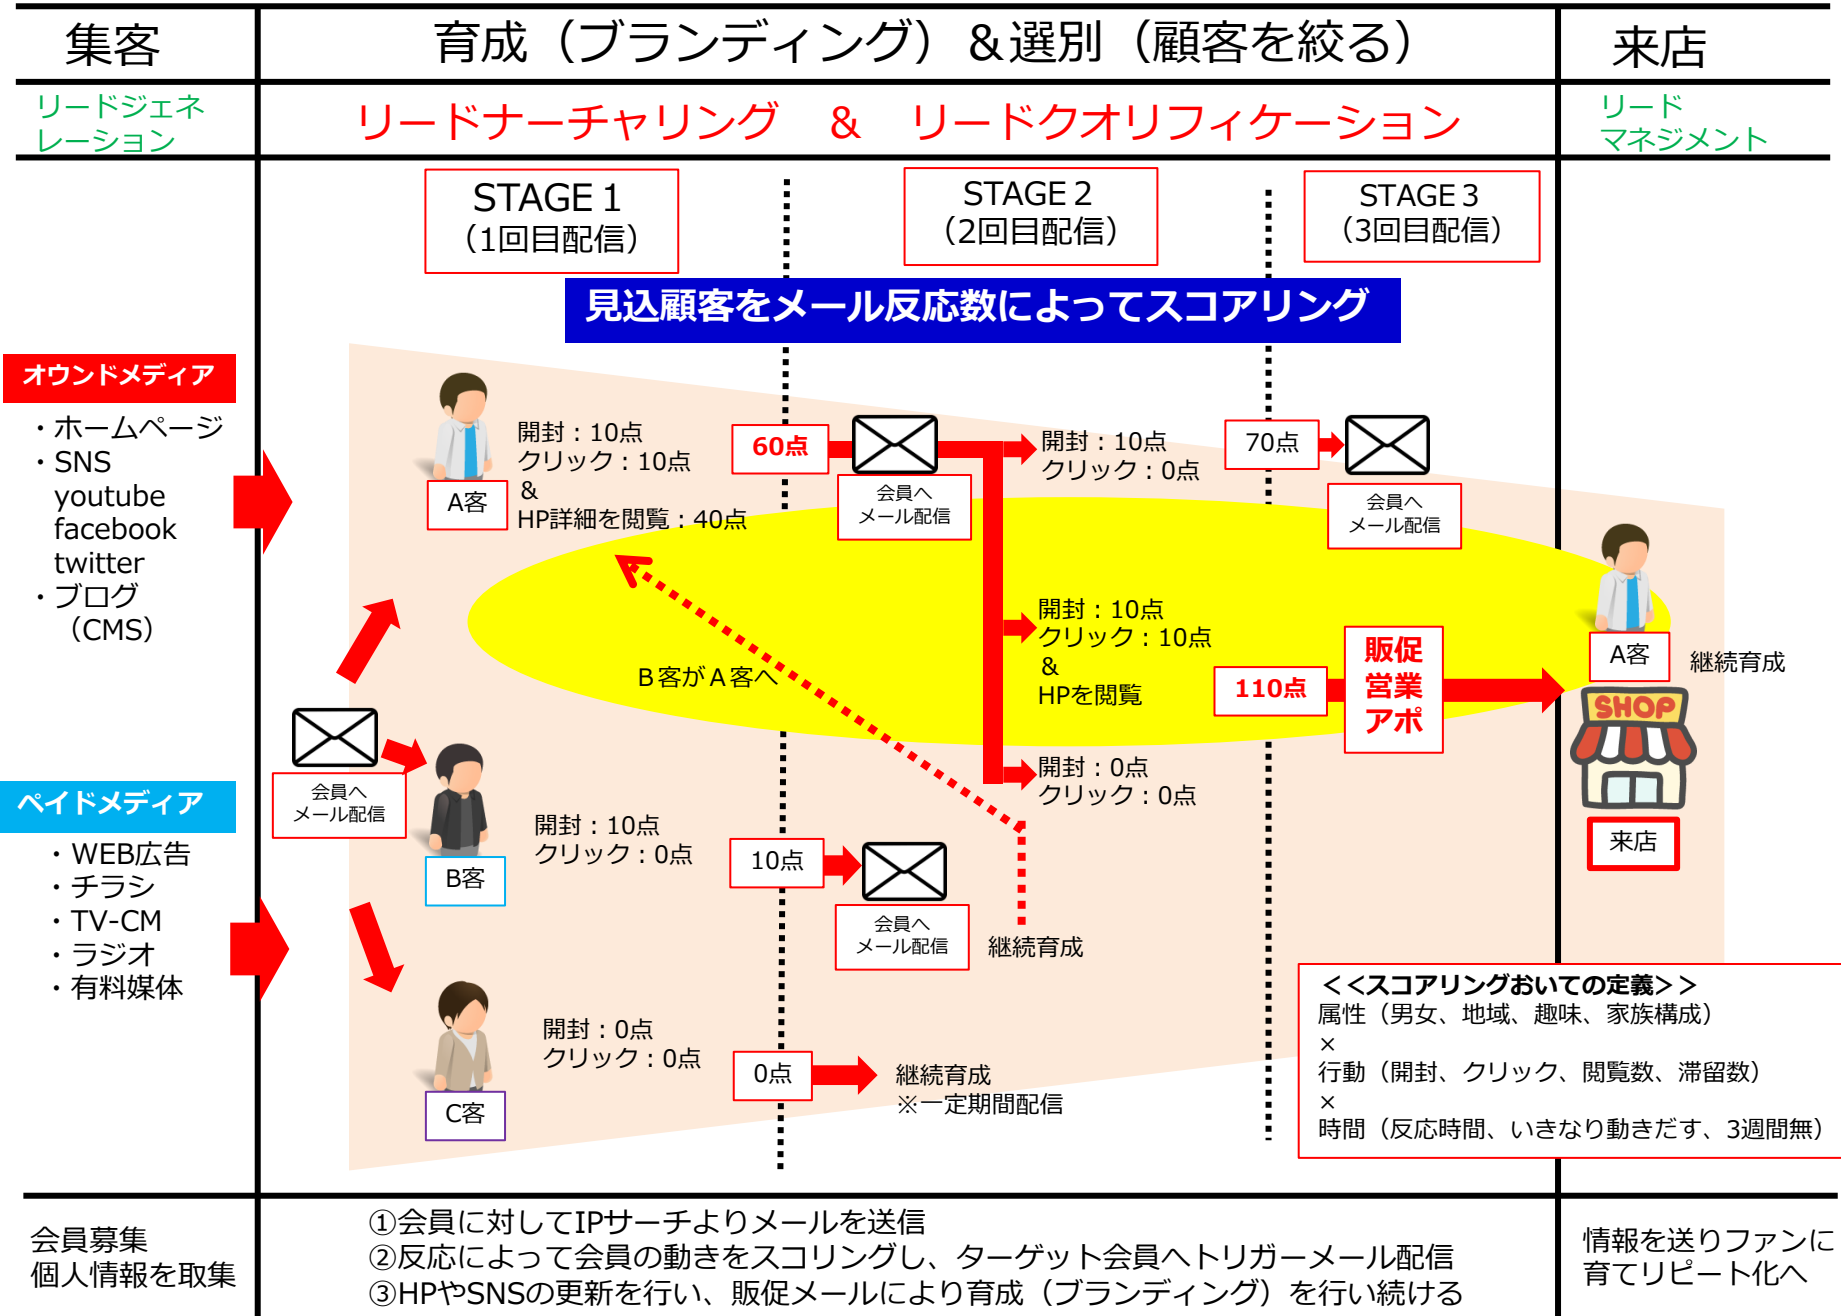 集客
育成（ブランディング）＆選別（顧客を絞る）
来店
リードジェネ
レーション
リードナーチャリング　＆　リードクオリフィケーション
リード
マネジメント
STAGE１
（1回目配信）
STAGE２
（2回目配信）
STAGE３
（3回目配信）
見込顧客をメール反応数によってスコアリング
オウンドメディア
・ホームページ
・SNS
youtube
facebook
twitter
・ブログ
（CMS）
ペイドメディア
・WEB広告
・チラシ
・TV-CM
・ラジオ
・有料媒体
会員へ
メール配信
A客
開封：10点
クリック：10点
&
HP詳細を閲覧：40点
60点
会員へ
メール配信
開封：10点
クリック：0点
70点
会員へ
メール配信
Ｂ客がＡ客へ
開封：10点
クリック：10点
&
HPを閲覧
110点
販促
営業
アポ
A客
継続育成
SHOP
来店
開封：0点
クリック：0点
B客
開封：10点
クリック：0点
10点
会員へ
メール配信
継続育成
C客
開封：0点
クリック：0点
0点
継続育成
※一定期間配信
＜＜スコアリングおいての定義＞＞
属性（男女、地域、趣味、家族構成）
×
行動（開封、クリック、閲覧数、滞留数）
×
時間（反応時間、いきなり動きだす、3週間無）
会員募集
個人情報を取集
①会員に対してIPサーチよりメールを送信
②反応によって会員の動きをスコリングし、ターゲット会員へトリガーメール配信
③HPやSNSの更新を行い、販促メールにより育成（ブランディング）を行い続ける
情報を送りファンに
育てリピート化へ